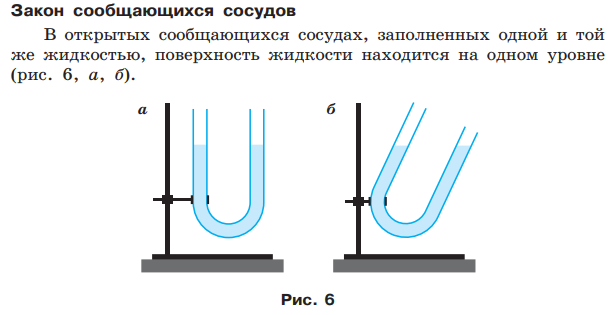 Закон сообщающихся сосудов
В открытых сообщающихся сосудах, заполненных одной и той
же жидкостью, поверхность жидкости находится на одном уровне
(рис. 6, а, б).
а
б
Рис. 6